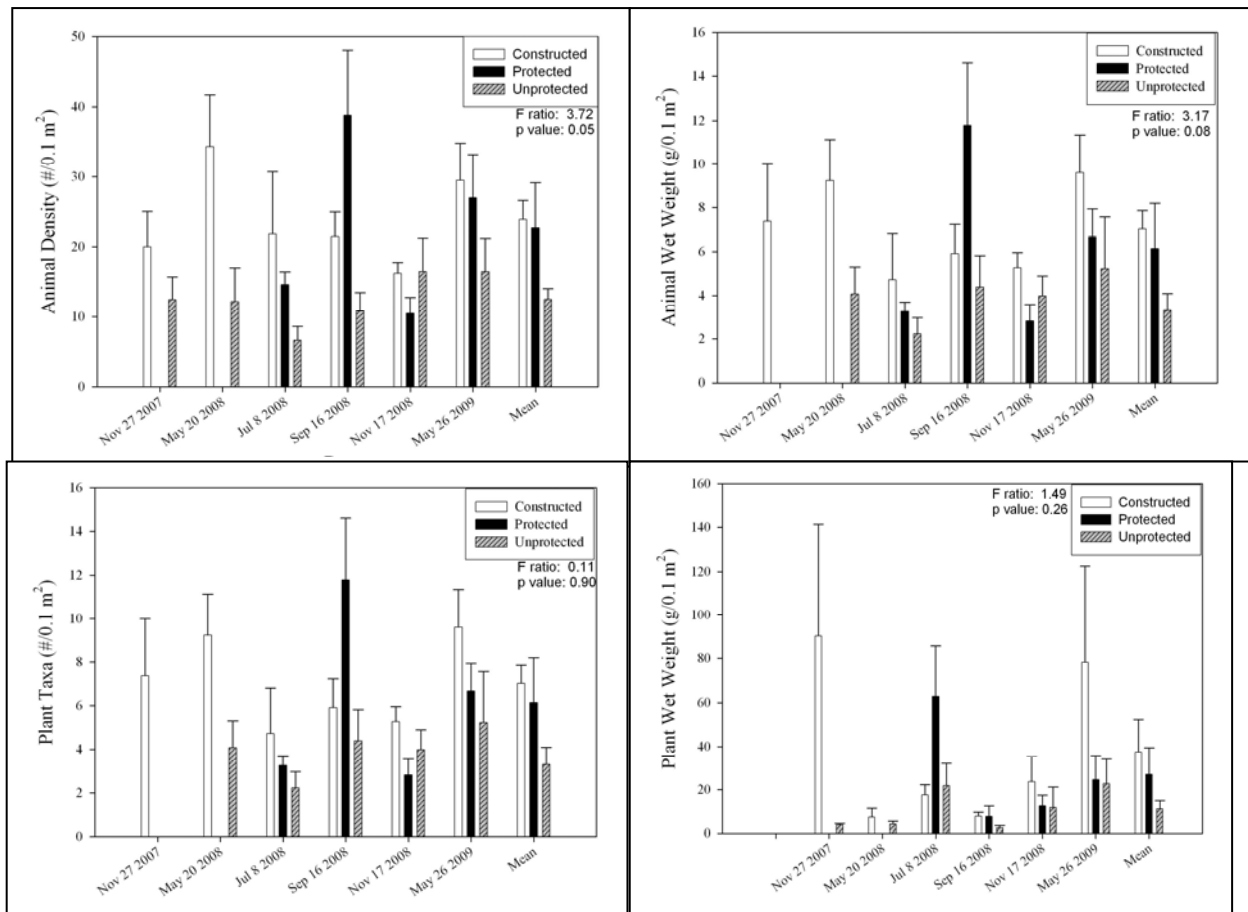 Animal Density (#/0.1 m²)
50
40
30
20
10
0
Constructed
Protected
Unprotected
F ratio: 3.72
p value: 0.05
Nov 27 2007
May 20 2008
Jul 8 2008
Sep 16 2008
Nov 17 2008
May 26 2009
Mean
Animal Wet Weight (g/0.1 m²)
16
14
12
10
8
6
4
2
0
Constructed
Protected
Unprotected
F ratio: 3.17
p value: 0.08
Nov 27 2007
May 20 2008
Jul 8 2008
Sep 16 2008
Nov 17 2008
May 26 2009
Mean
Plant Taxa (#/0.1 m²)
16
14
12
10
8
6
4
2
0
Constructed
Protected
Unprotected
F ratio: 0.11
p value: 0.90
Nov 27 2007
May 20 2008
Jul 8 2008
Sep 16 2008
Nov 17 2008
May 26 2009
Mean
Plant Wet Weight (g/0.1 m²)
160
140
120
100
80
60
40
20
0
F ratio: 1.49
p value: 0.26
Constructed
Protected
Unprotected
Nov 27 2007
May 20 2008
Jul 8 2008
Sep 16 2008
Nov 17 2008
May 26 2009
Mean